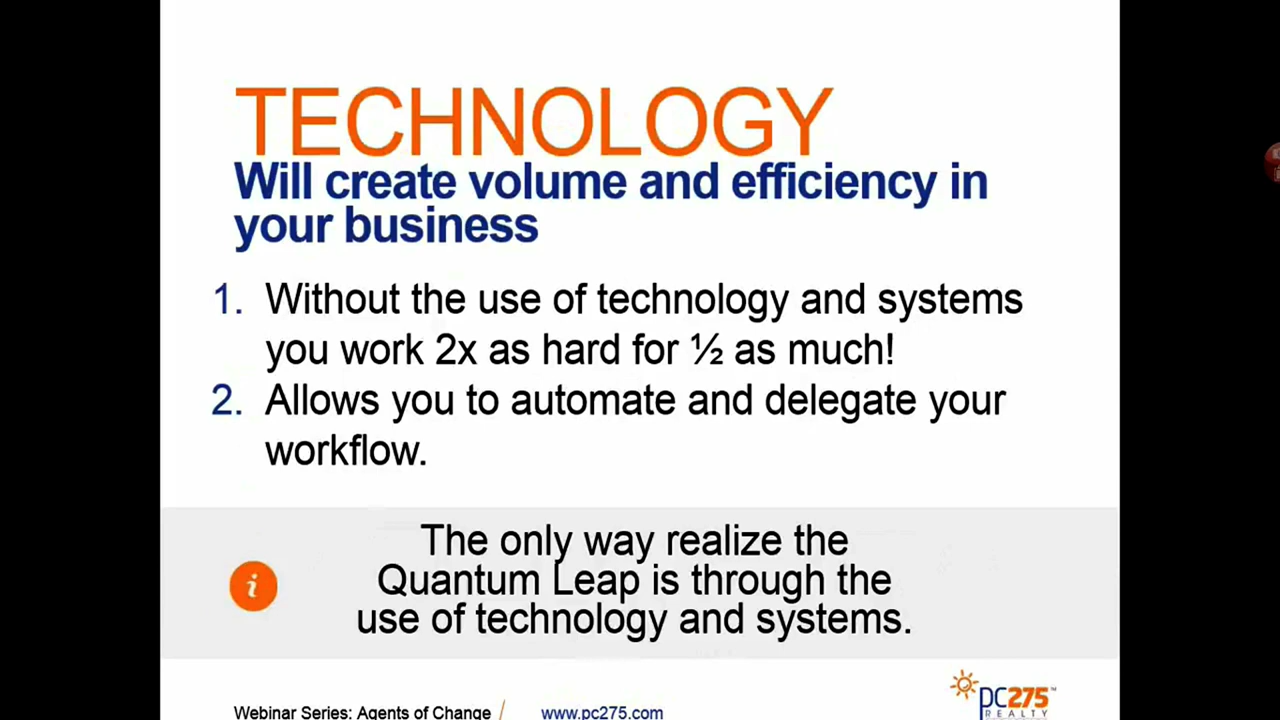 TECHNOLOGY
Will create volume and efficiency in
your business
1. Without the use of technology and systems
you work 2x as hard for ½ as much!
2. Allows you to automate and delegate your
workflow.
The only way realize the
i
Quantum Leap is through the
use of technology and systems.
Webinar Series: Agents of Change
www.pc275.com
pc275™
REALTY